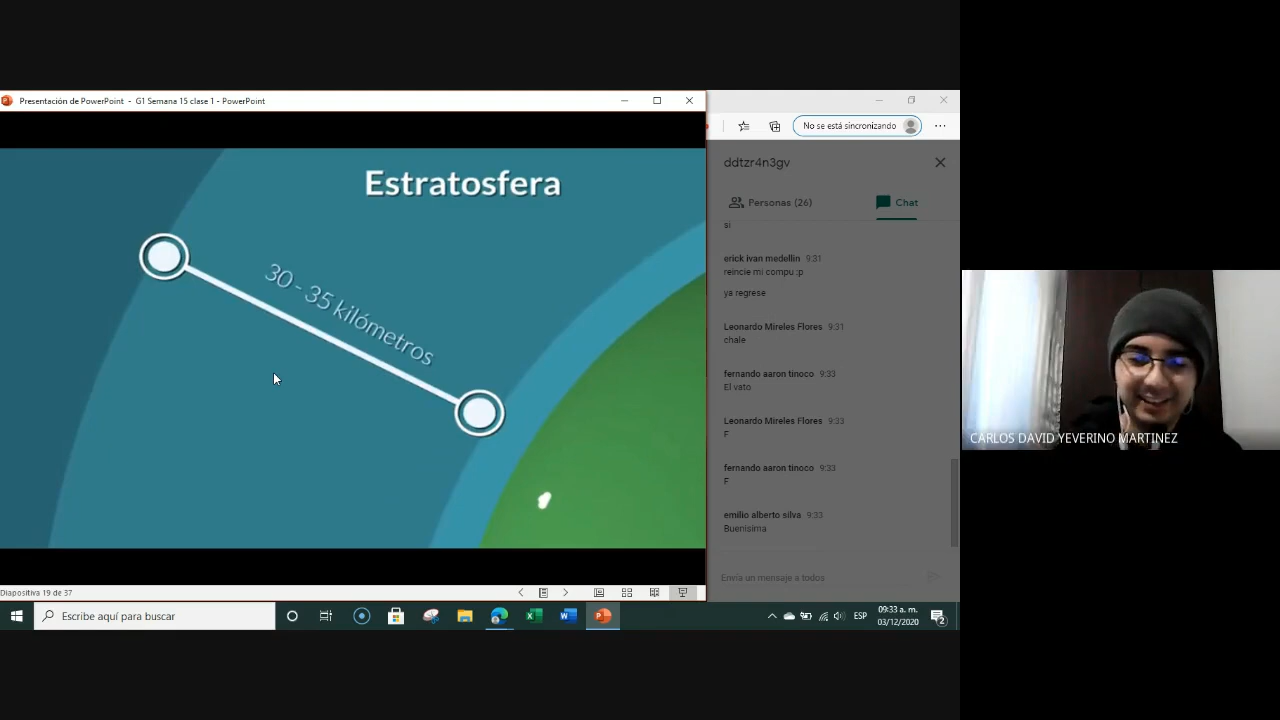 Presentación de PowerPoint - G1 Semana 15 clase 1 - PowerPoint
Estratosfera
30 - 35 kilómetros
Diapositiva 19 de 37
No se está sincronizando
ddtzr4n3gv
Personas (26)
Chat
si
erick ivan medellin 9:31
reincie mi compu :p
ya regrese
Leonardo Mireles Flores 9:31
chale
fernando aaron tinoco 9:33
El vato
Leonardo Mireles Flores 9:33
F
fernando aaron tinoco 9:33
F
emilio alberto silva 9:33
Buenisima
Envía un mensaje a todos
CARLOS DAVID YEVERINO MARTINEZ
Escribe aquí para buscar
ESP
09:33 a. m.
03/12/2020
2